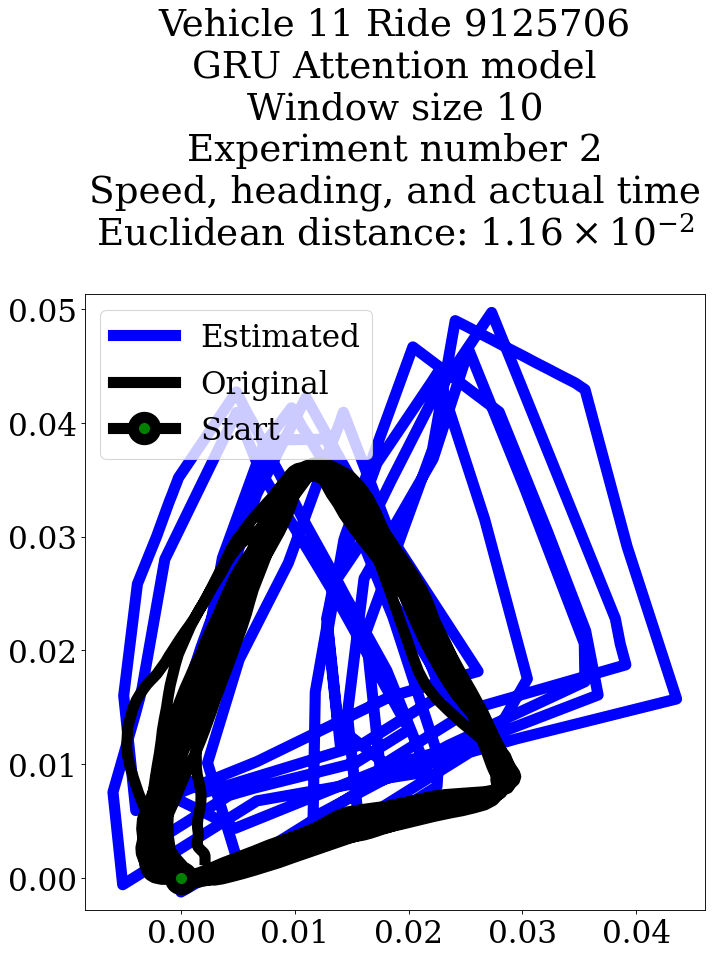 Vehicle 11 Ride 9125706
GRU Attention model
Window size 10
Experiment number 2
Speed, heading, and actual time
Euclidean distance: 1.16 × 10⁻²
0.05
Estimated
Original
0.04
Start
0.03
0.02
0.01
0.00
0.00 0.01 0.02 0.03 0.04